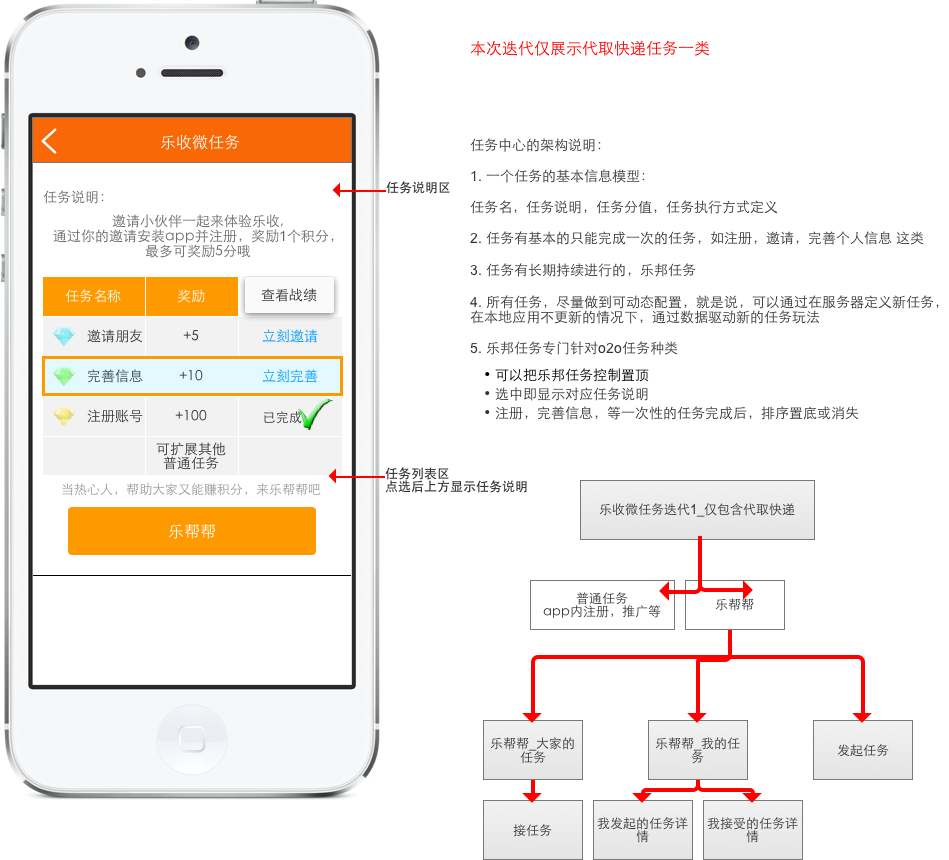 乐收微任务
任务说明：
邀请小伙伴一起来体验乐收,
通过你的邀请安装app并注册，奖励1个积分，
最多可奖励5分哦
任务名称 奖励 查看战绩
邀请朋友 +5 立刻邀请
完善信息 +10 立刻完善
注册账号 +100 已完成
可扩展其他
普通任务
当热心人，帮助大家又能赚积分，来乐帮帮吧
乐帮帮
任务说明区
任务列表区
点选后上方显示任务说明
本次迭代仅展示代取快递任务一类
任务中心的架构说明：
1. 一个任务的基本信息模型：
任务名，任务说明，任务分值，任务执行方式定义
2. 任务有基本的只能完成一次的任务，如注册，邀请，完善个人信息 这类
3. 任务有长期持续进行的，乐邦任务
4. 所有任务，尽量做到可动态配置，就是说，可以通过在服务器定义新任务，
在本地应用不更新的情况下，通过数据驱动新的任务玩法
5. 乐邦任务专门针对o2o任务种类
• 可以把乐邦任务控制置顶
• 选中即显示对应任务说明
• 注册，完善信息，等一次性的任务完成后，排序置底或消失
乐收微任务迭代1_仅包含代取快递
普通任务
app内注册，推广等
乐帮帮
乐帮帮_大家的
任务
乐帮帮_我的任
务
发起任务
接任务
我发起的任务详
情
我接受的任务详
情